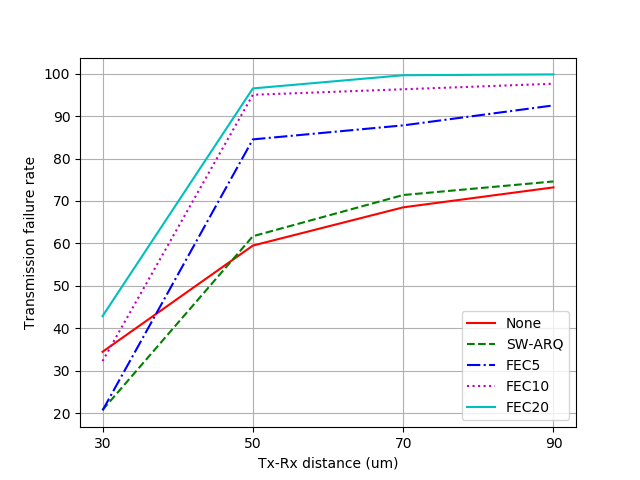 100
90
80
70
60
50
40
30
20
Transmission failure rate
30
50
70
90
Tx-Rx distance (um)
None
SW-ARQ
FEC5
FEC10
FEC20